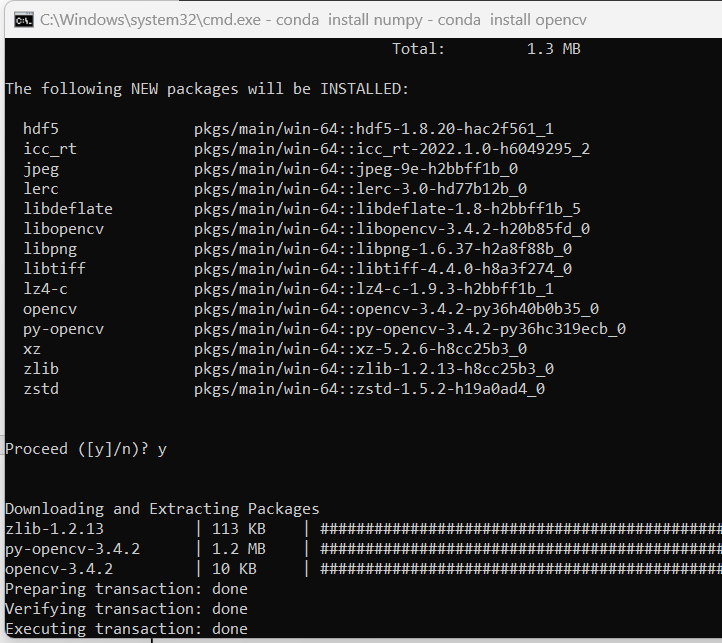 C:\Windows\system32\cmd.exe - conda  install numpy - conda  install opencv
Total:         1.3 MB
The following NEW packages will be INSTALLED:
hdf5               pkgs/main/win-64::hdf5-1.8.20-hac2f561_1
icc_rt             pkgs/main/win-64::icc_rt-2022.1.0-h6049295_2
jpeg               pkgs/main/win-64::jpeg-9e-h2bbff1b_0
lerc               pkgs/main/win-64::lerc-3.0-hd77b12b_0
libdeflate         pkgs/main/win-64::libdeflate-1.8-h2bbff1b_5
libopencv          pkgs/main/win-64::libopencv-3.4.2-h20b85fd_0
libpng             pkgs/main/win-64::libpng-1.6.37-h2a8f88b_0
libtiff            pkgs/main/win-64::libtiff-4.4.0-h8a3f274_0
lz4-c              pkgs/main/win-64::lz4-c-1.9.3-h2bbff1b_1
opencv             pkgs/main/win-64::opencv-3.4.2-py36h40b0b35_0
py-opencv          pkgs/main/win-64::py-opencv-3.4.2-py36hc319ecb_0
xz                 pkgs/main/win-64::xz-5.2.6-h8cc25b3_0
zlib               pkgs/main/win-64::zlib-1.2.13-h8cc25b3_0
zstd               pkgs/main/win-64::zstd-1.5.2-h19a0ad4_0
Proceed ([y]/n)? y
Downloading and Extracting Packages
zlib-1.2.13          | 113 KB    | #############################################
py-opencv-3.4.2      | 1.2 MB    | #############################################
opencv-3.4.2         | 10 KB     | #############################################
Preparing transaction: done
Verifying transaction: done
Executing transaction: done